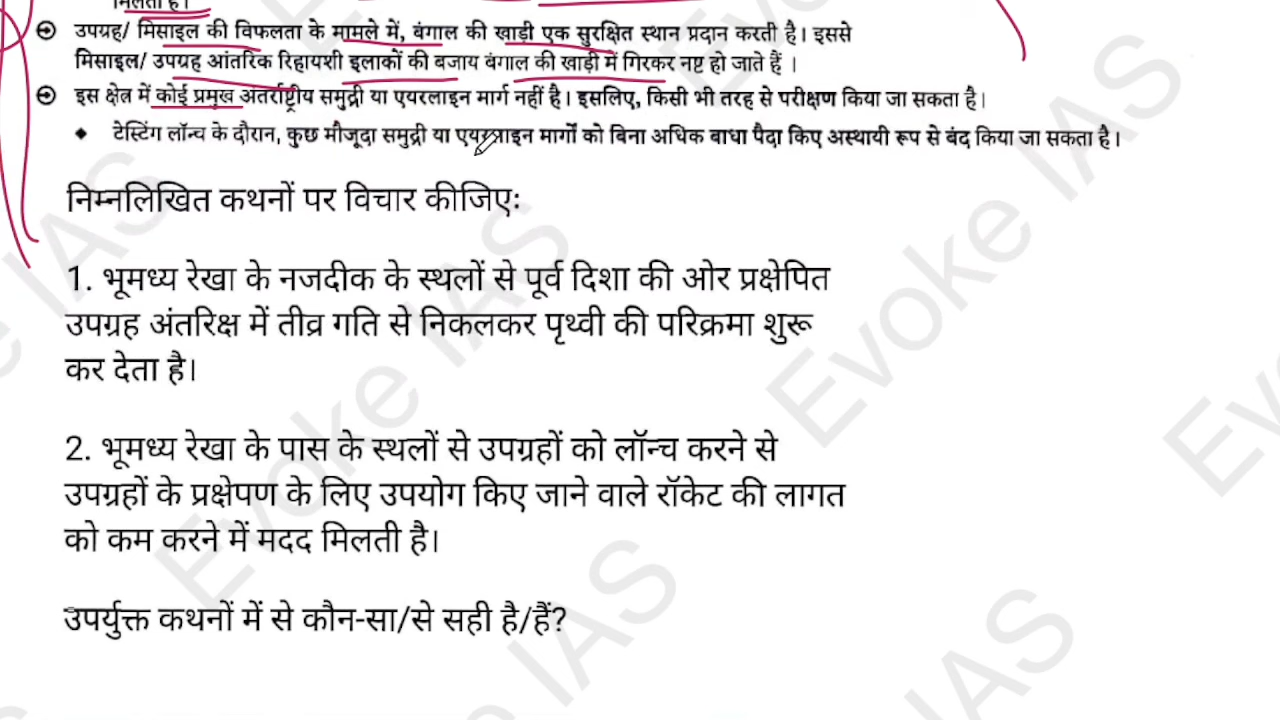 मिलती है।
उपग्रह/ मिसाइल की विफलता के मामले में, बंगाल की खाड़ी एक सुरक्षित स्थान प्रदान करती है। इससे
मिसाइल/ उपग्रह आंतरिक रिहायशी इलाकों की बजाय बंगाल की खाड़ी में गिरकर नष्ट हो जाते हैं ।
इस क्षेत्र में कोई प्रमुख अंतर्राष्ट्रीय समुद्री या एयरलाइन मार्ग नहीं है। इसलिए, किसी भी तरह से परीक्षण किया जा सकता है।
◆ टेस्टिंग लॉन्च के दौरान, कुछ मौजूदा समुद्री या एयरलाइन मार्गों को बिना अधिक बाधा पैदा किए अस्थायी रूप से बंद किया जा सकता है।
निम्नलिखित कथनों पर विचार कीजिए:
1. भूमध्य रेखा के नजदीक के स्थलों से पूर्व दिशा की ओर प्रक्षेपित
उपग्रह अंतरिक्ष में तीव्र गति से निकलकर पृथ्वी की परिक्रमा शुरू
कर देता है।
2. भूमध्य रेखा के पास के स्थलों से उपग्रहों को लॉन्च करने से
उपग्रहों के प्रक्षेपण के लिए उपयोग किए जाने वाले रॉकेट की लागत
को कम करने में मदद मिलती है।
उपर्युक्त कथनों में से कौन-सा/से सही है/हैं?
Evoke IAS